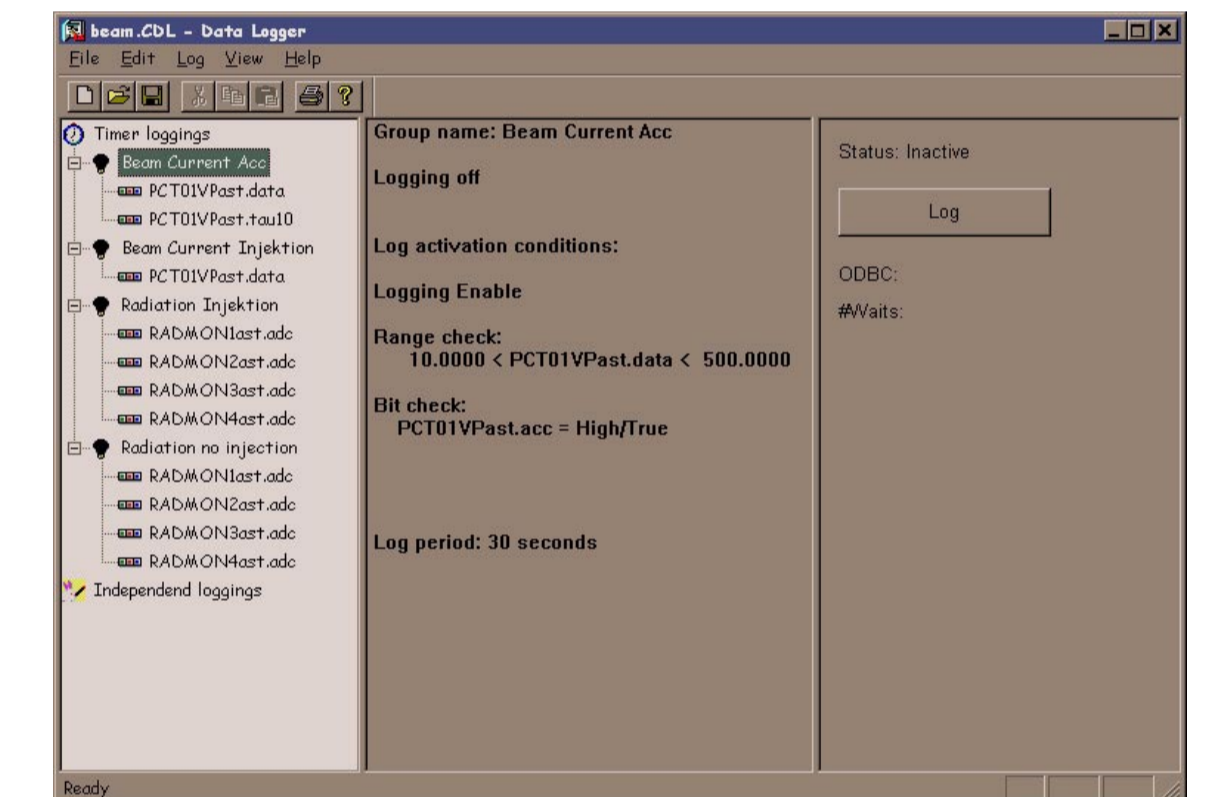 beam.CDL - Data Logger
File Edit Log View Help
Timer loggings
Beam Current Acc
PCT01VPast.data
PCT01VPast.tau10
Beam Current Injektion
PCT01VPast.data
Radiation Injektion
RADMON1ast.adc
RADMON2ast.adc
RADMON3ast.adc
RADMON4ast.adc
Radiation no injection
RADMON1ast.adc
RADMON2ast.adc
RADMON3ast.adc
RADMON4ast.adc
Independend loggings
Group name: Beam Current Acc
Logging off
Log activation conditions:
Logging Enable
Range check:
10.0000 < PCT01VPast.data < 500.0000
Bit check:
PCT01VPast.acc = High/True
Log period: 30 seconds
Status: Inactive
Log
ODBC:
#Waits:
Ready